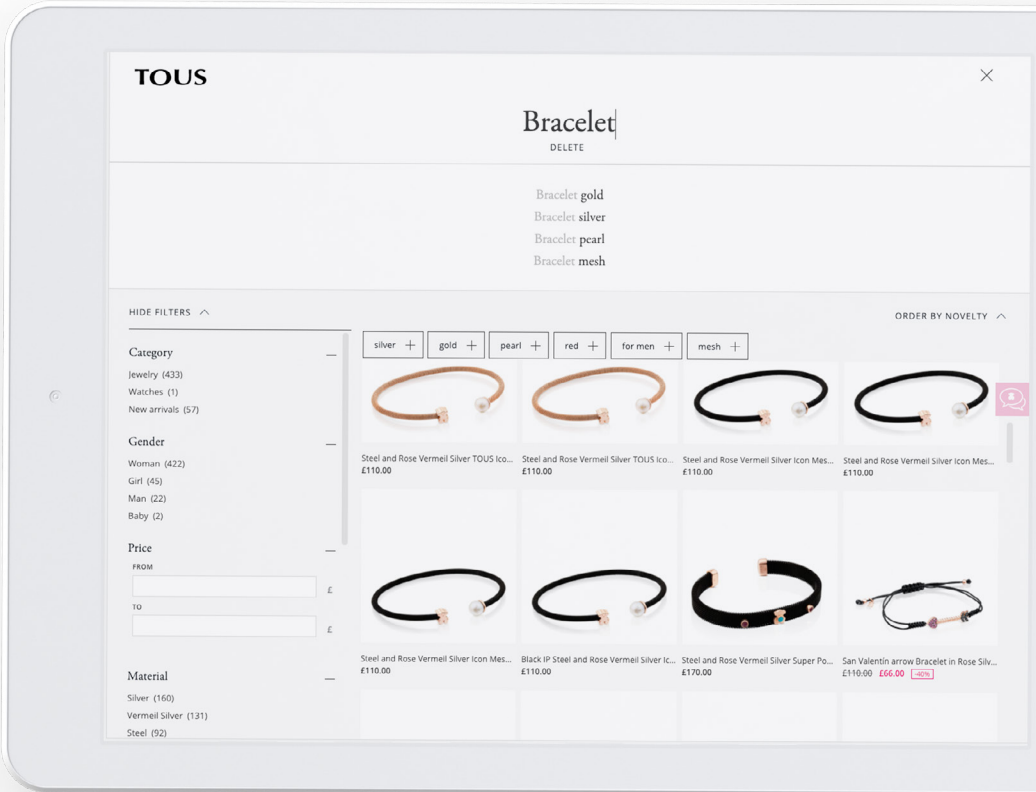 TOUS
Bracelet
DELETE
Bracelet gold
Bracelet silver
Bracelet pearl
Bracelet mesh
HIDE FILTERS
ORDER BY NOVELTY
Category
Jewelry (433)
Watches (1)
New arrivals (57)
Gender
Woman (422)
Girl (45)
Man (22)
Baby (2)
Price
FROM
£
TO
£
Material
Silver (160)
Vermeil Silver (131)
Steel (92)
silver + gold + pearl + red + for men + mesh +
Steel and Rose Vermeil Silver TOUS Ico...
£110.00
Steel and Rose Vermeil Silver TOUS Ico...
£110.00
Steel and Rose Vermeil Silver Icon Mes...
£110.00
Steel and Rose Vermeil Silver Icon Mes...
£110.00
Steel and Rose Vermeil Silver Icon Mes...
£110.00
Black IP Steel and Rose Vermeil Silver Ic...
£110.00
Steel and Rose Vermeil Silver Super Po...
£170.00
San Valentín arrow Bracelet in Rose Silv...
£110.00 £66.00 -40%